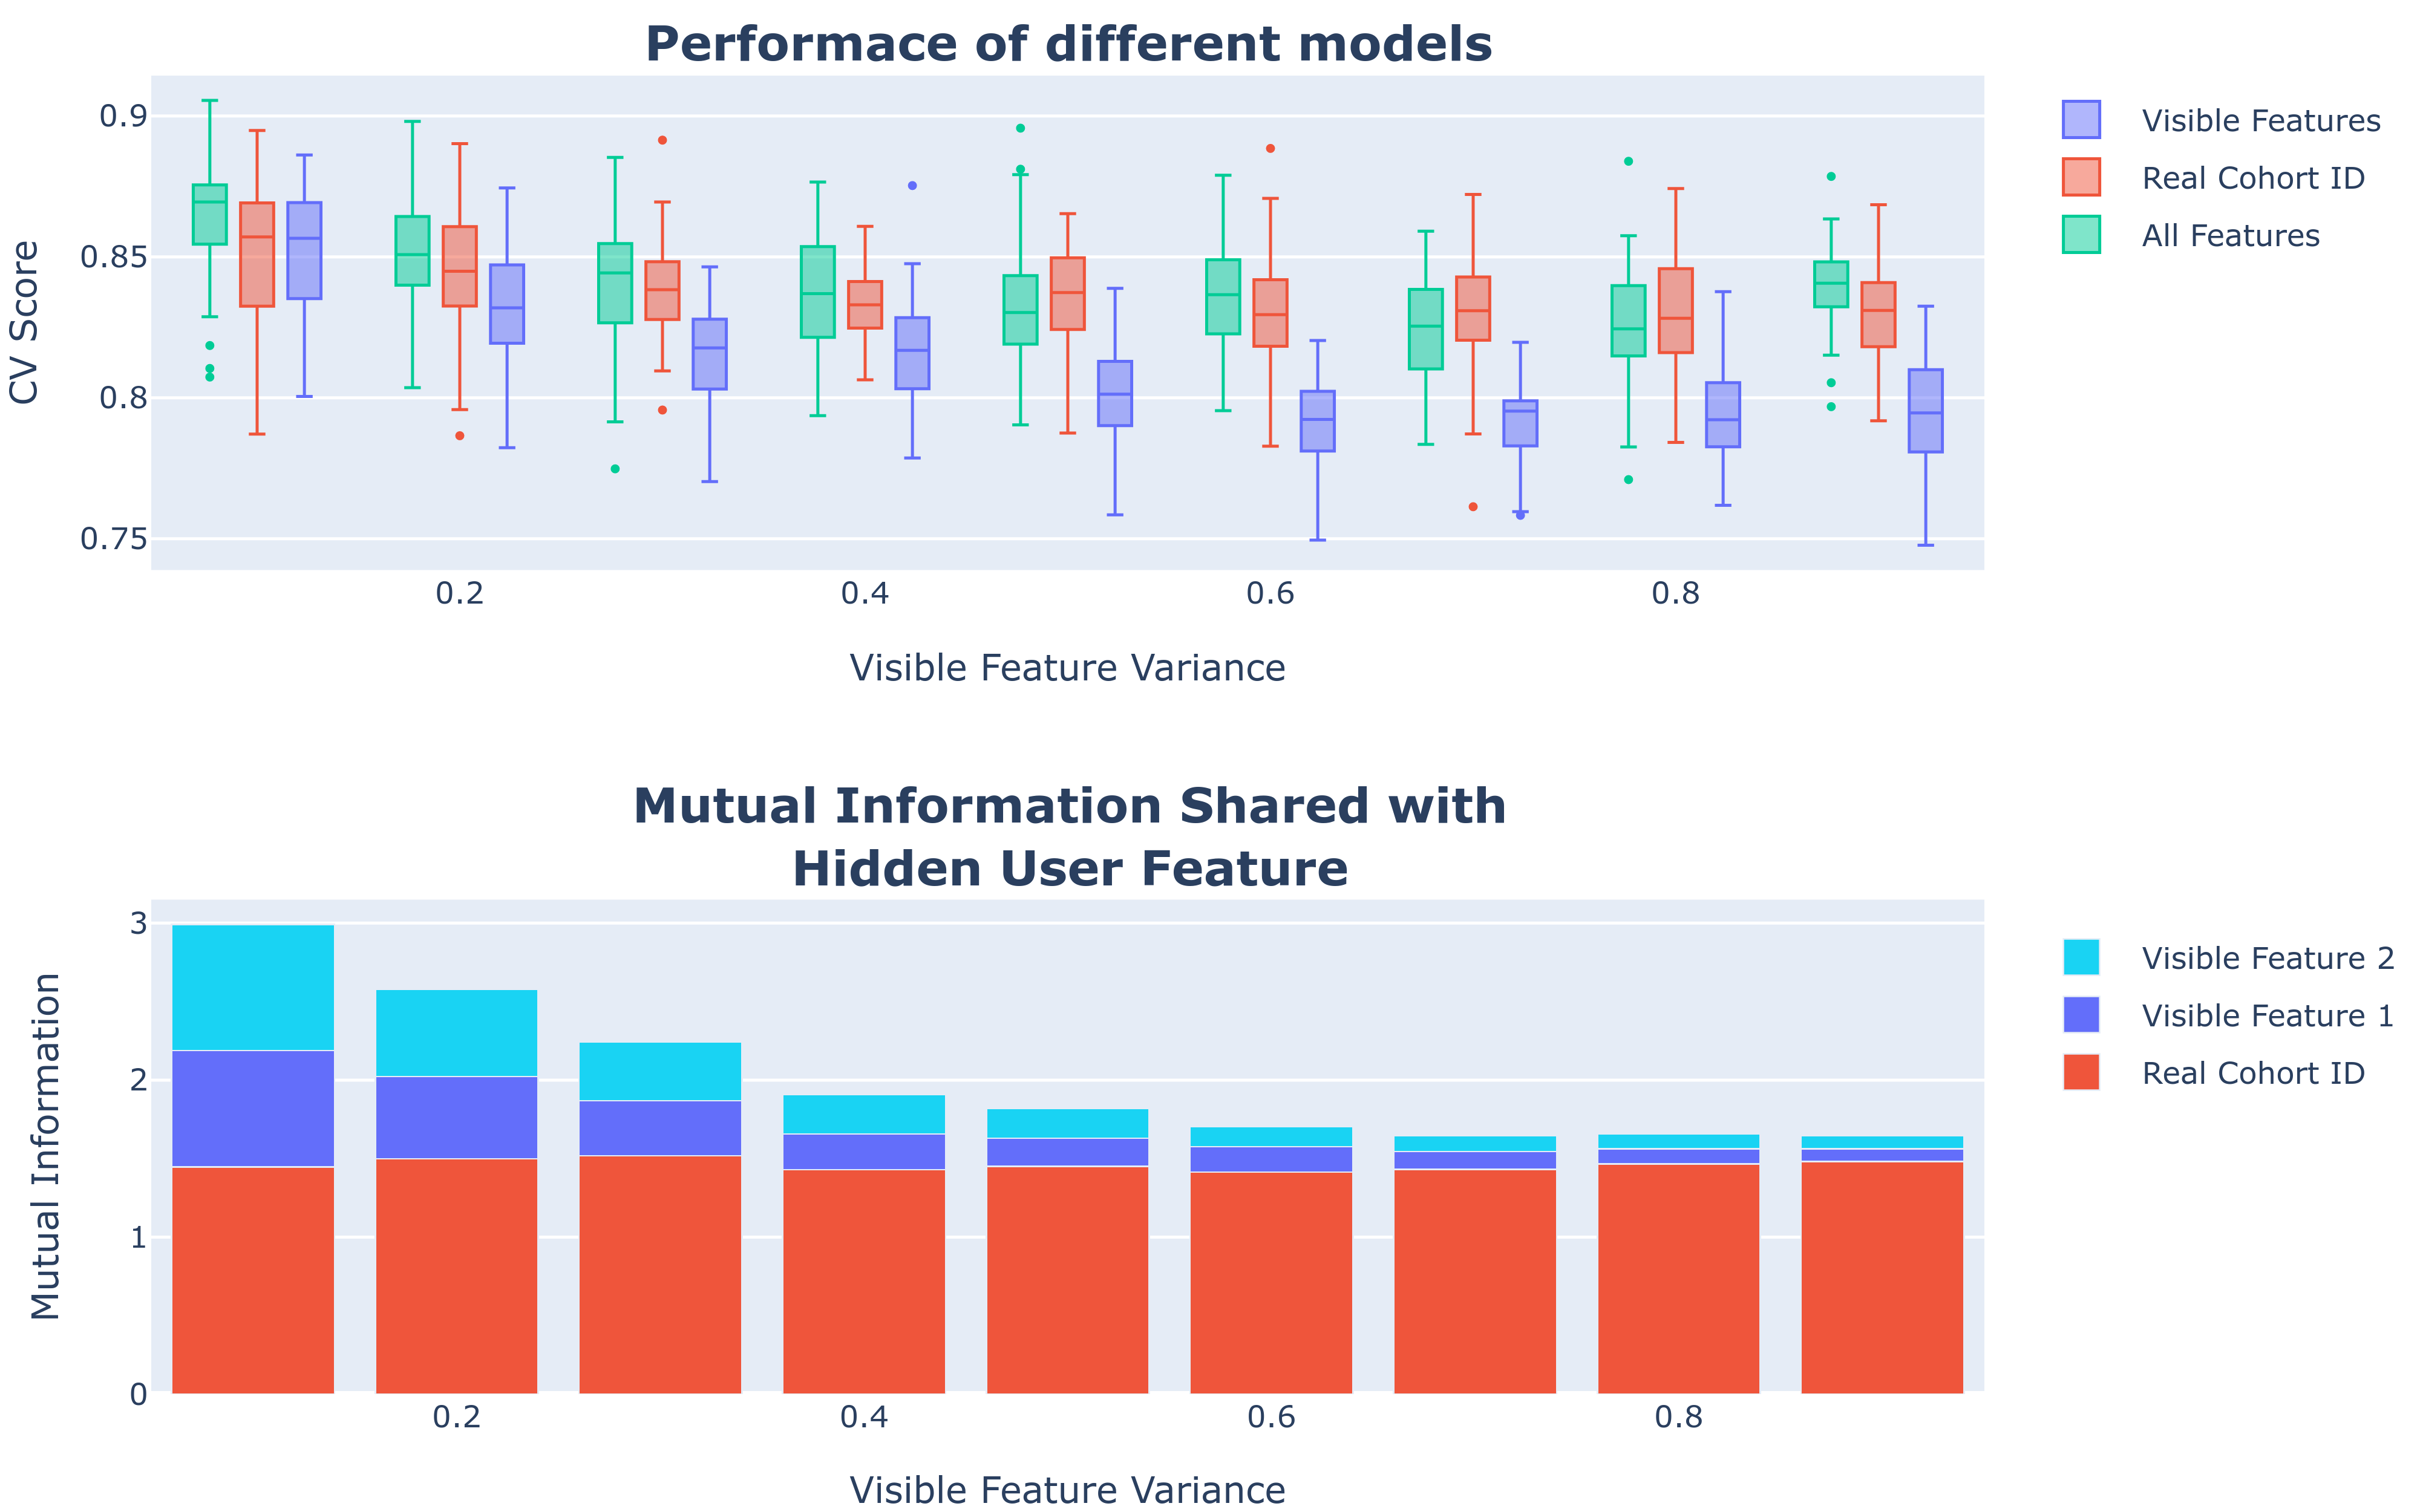 Performace of different models
0.9
0.85
0.8
0.75
CV Score
0.2 0.4 0.6 0.8
Visible Feature Variance
Visible Features
Real Cohort ID
All Features
Mutual Information Shared with
Hidden User Feature
3
2
1
0
Mutual Information
0.2 0.4 0.6 0.8
Visible Feature Variance
Visible Feature 2
Visible Feature 1
Real Cohort ID